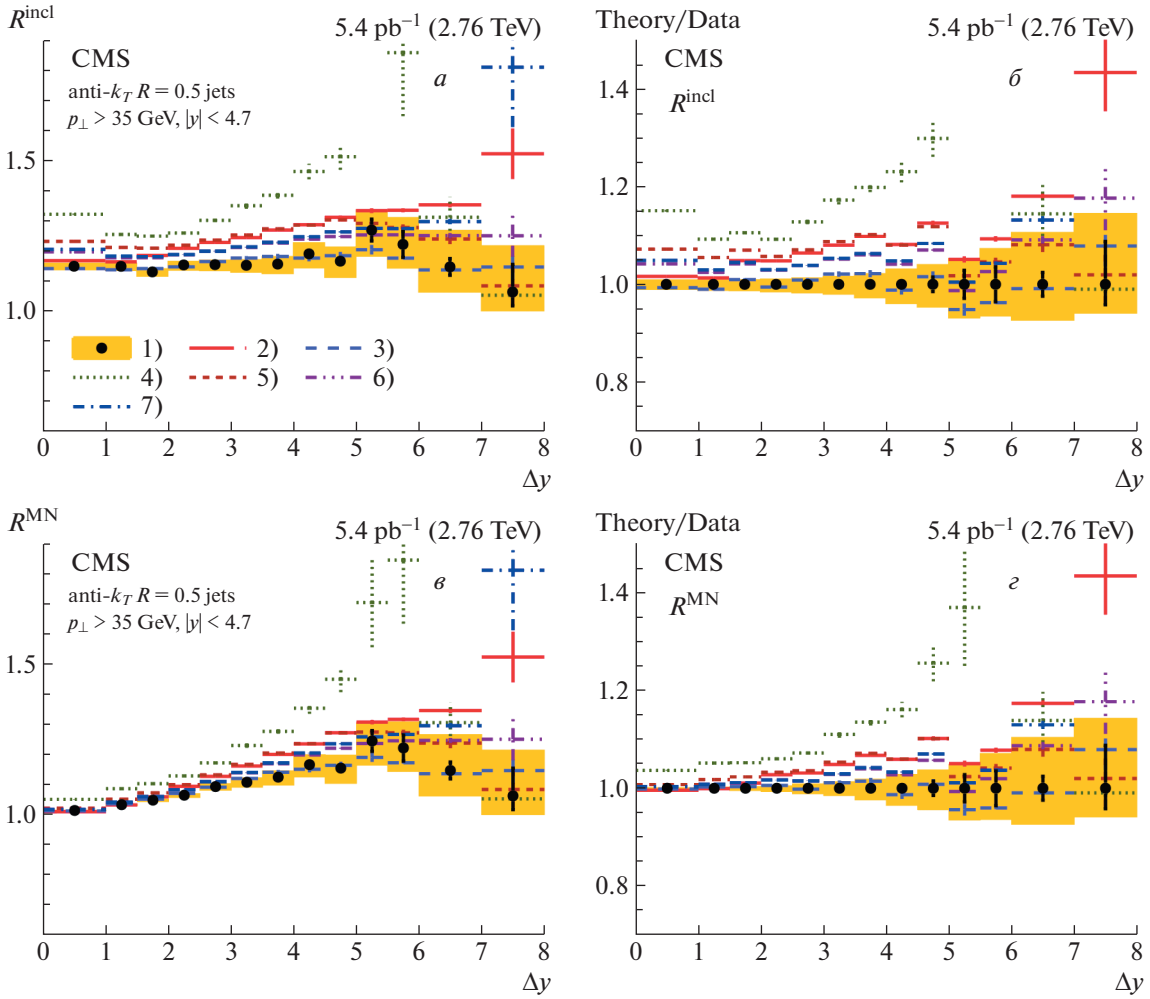 R^incl
5.4 pb⁻¹ (2.76 TeV)
CMS
а
anti-k_T R = 0.5 jets
p_⊥ > 35 GeV, |y| < 4.7
1.5
1.0
1)
2)
3)
4)
5)
6)
7)
0 1 2 3 4 5 6 7 8
Δy
Theory/Data
5.4 pb⁻¹ (2.76 TeV)
CMS
б
R^incl
1.4
1.2
1.0
0.8
0 1 2 3 4 5 6 7 8
Δy
R^MN
5.4 pb⁻¹ (2.76 TeV)
CMS
в
anti-k_T R = 0.5 jets
p_⊥ > 35 GeV, |y| < 4.7
1.5
1.0
0 1 2 3 4 5 6 7 8
Δy
Theory/Data
5.4 pb⁻¹ (2.76 TeV)
CMS
г
R^MN
1.4
1.2
1.0
0.8
0 1 2 3 4 5 6 7 8
Δy